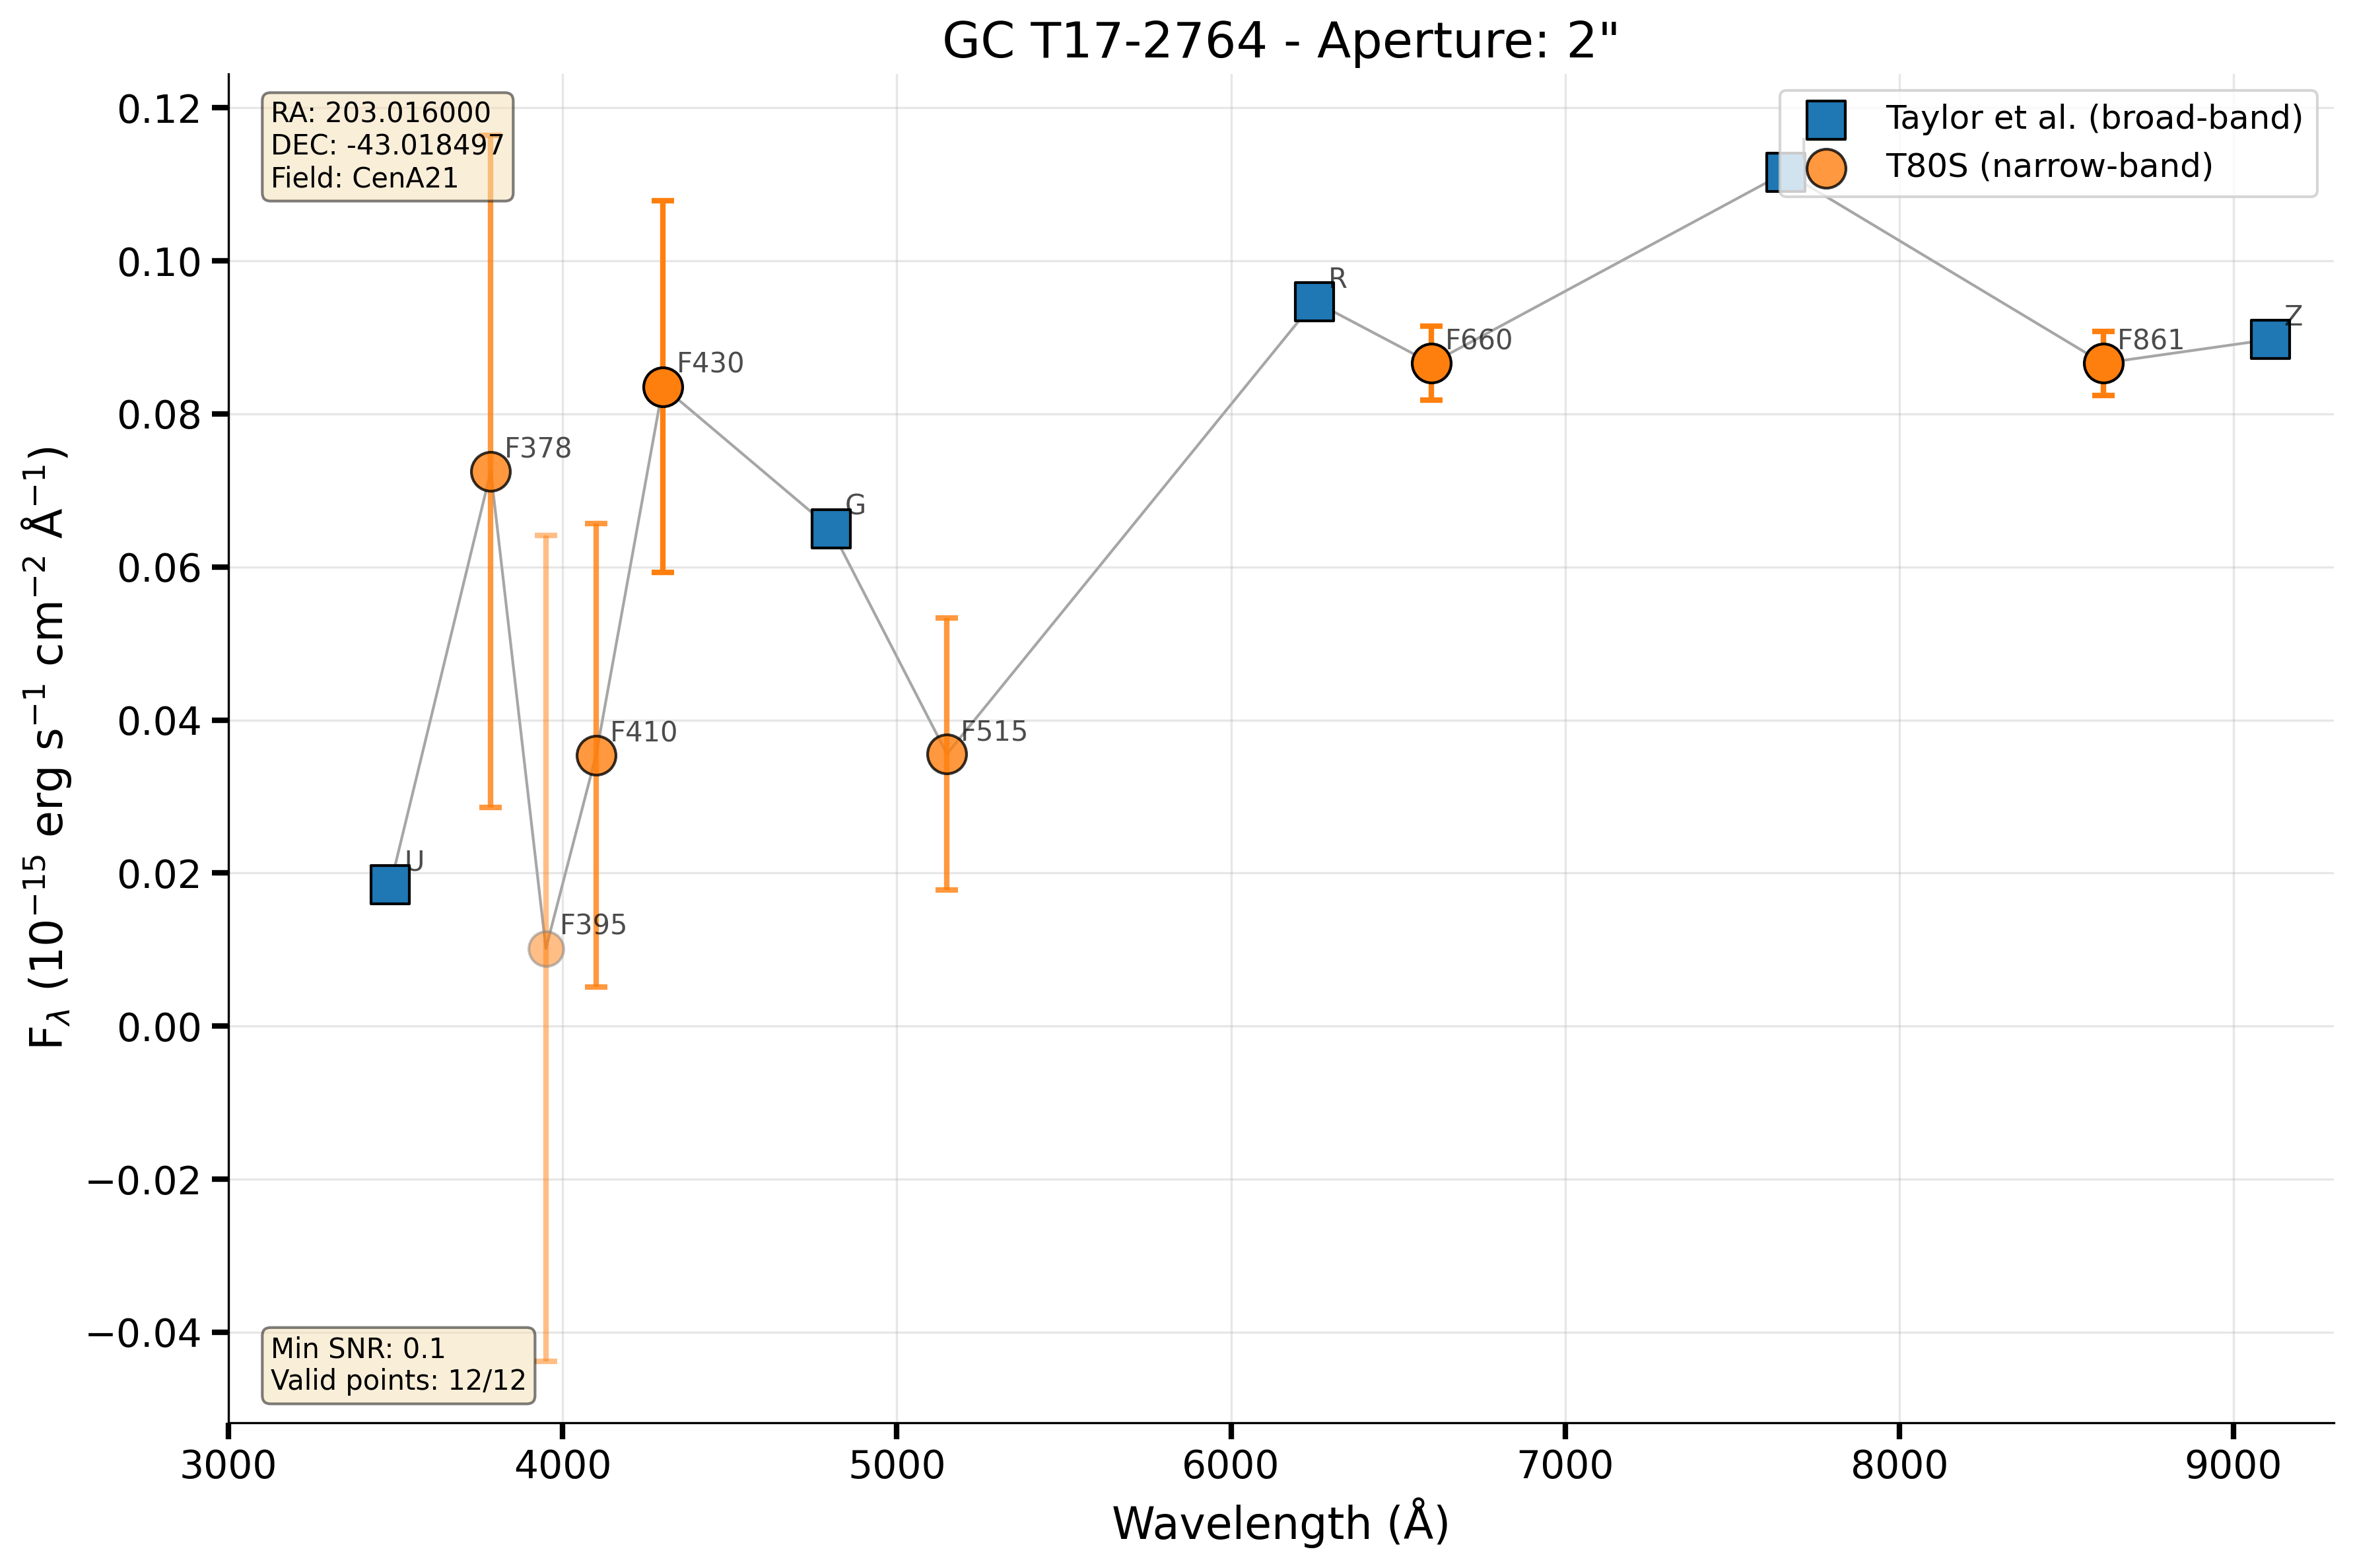 GC T17-2764 - Aperture: 2"
RA: 203.016000
DEC: -43.018497
Field: CenA21
Taylor et al. (broad-band)
T80S (narrow-band)
0.12
0.10
0.08
0.06
0.04
0.02
0.00
−0.02
−0.04
F_λ (10⁻¹⁵ erg s⁻¹ cm⁻² Å⁻¹)
U
F378
F395
F410
F430
G
F515
R
F660
F861
Z
Min SNR: 0.1
Valid points: 12/12
3000
4000
5000
6000
7000
8000
9000
Wavelength (Å)